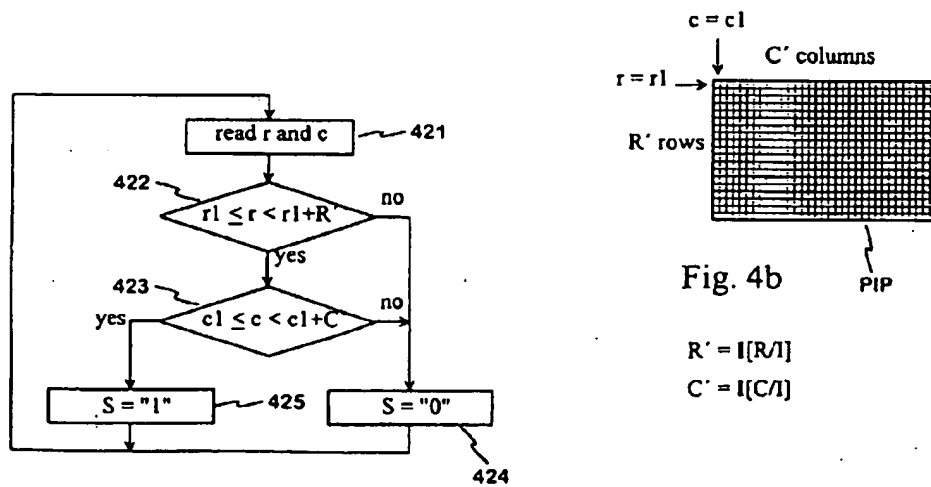 read r and c
421
422
r1 ≤ r < r1+R´
no
yes
423
c1 ≤ c < c1+C
no
yes
S = "1"
425
S = "0"
424
c = c1
C´ columns
r = r1
R´ rows
PIP
Fig. 4b
R´ = I[R/I]
C´ = I[C/I]